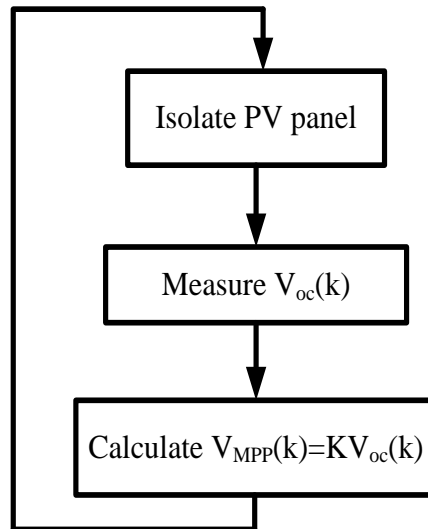 Isolate PV panel
Measure Voc(k)
Calculate VMPP(k)=KVoc(k)